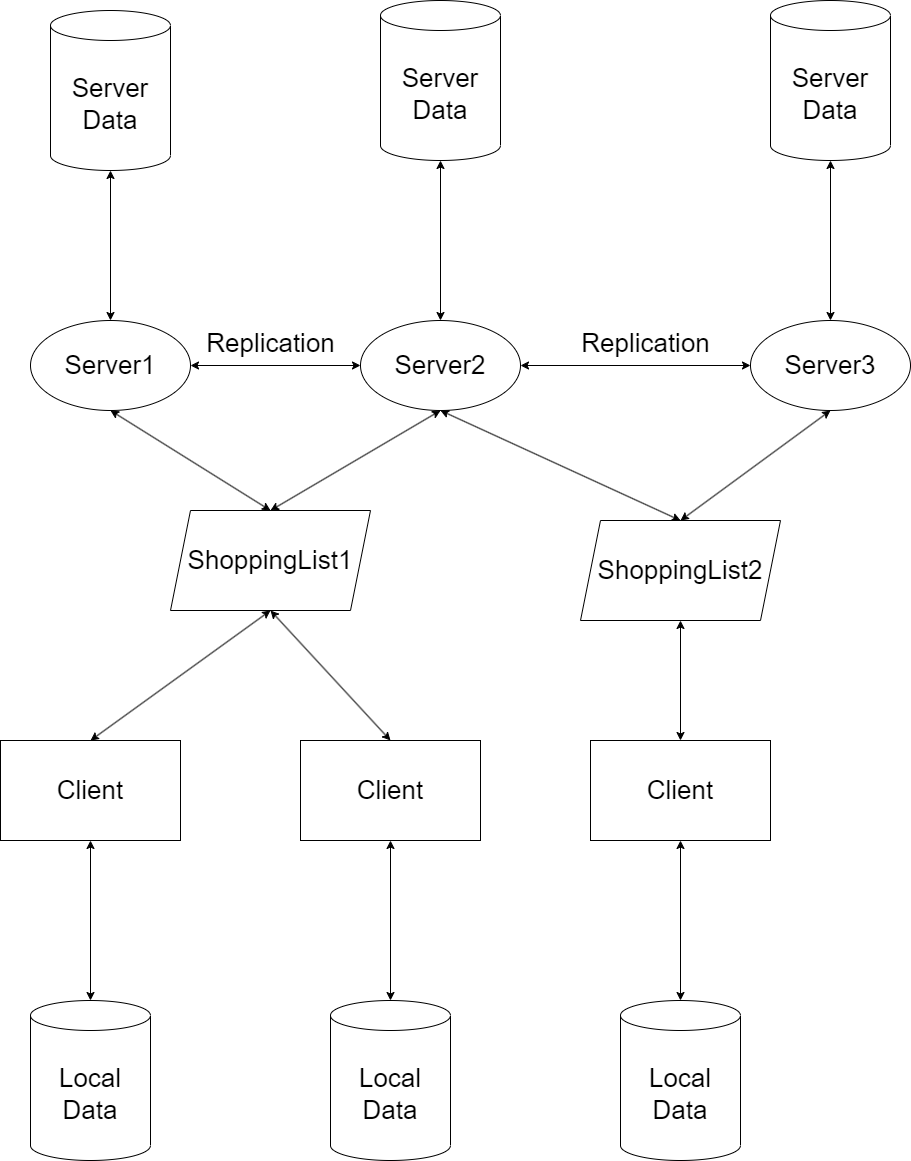 Server
Data
Server
Data
Server
Data
Replication
Replication
Server1
Server2
Server3
ShoppingList1
ShoppingList2
Client
Client
Client
Local
Data
Local
Data
Local
Data